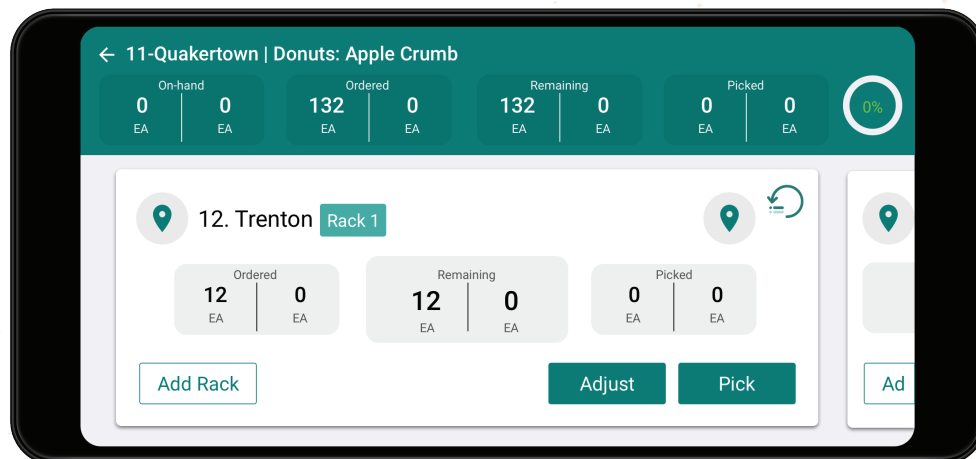 11-Quakertown | Donuts: Apple Crumb
On-hand Ordered Remaining Picked
0 0 132 0 132 0 0 0 0%
EA EA EA EA EA EA EA EA
12. Trenton Rack 1
Ordered Remaining Picked
12 0 12 0 0 0
EA EA EA EA EA EA
Add Rack Adjust Pick Ad